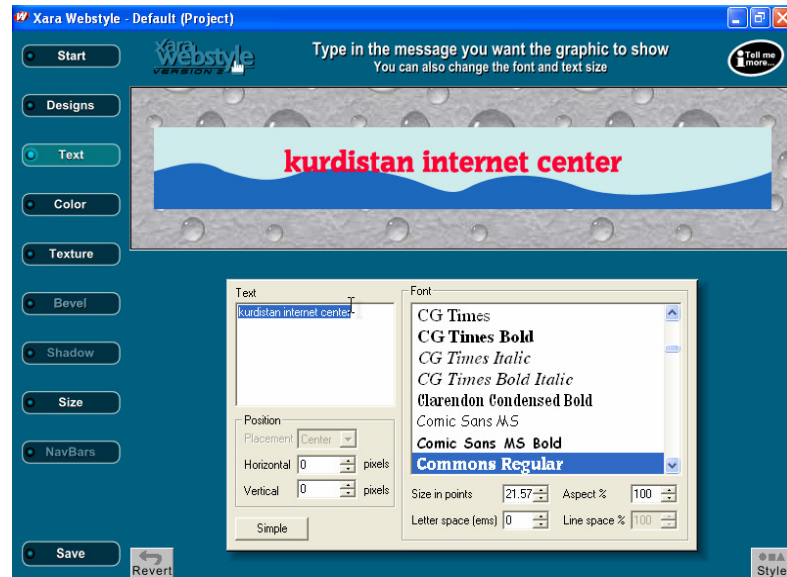 Xara Webstyle - Default (Project)
Start
Xara
Webstyle
VERSION 2
Type in the message you want the graphic to show
You can also change the font and text size
Tell me
more...
Designs
Text
Color
Texture
Bevel
Shadow
Size
NavBars
Save
kurdistan internet center
Text
kurdistan internet center
Position
Placement Center
Horizontal 0 pixels
Vertical 0 pixels
Simple
Font
CG Times
CG Times Bold
CG Times Italic
CG Times Bold Italic
Clarendon Condensed Bold
Comic Sans MS
Comic Sans MS Bold
Commons Regular
Size in points 21.57 Aspect % 100
Letter space (ems) 0 Line space % 100
Revert
Style